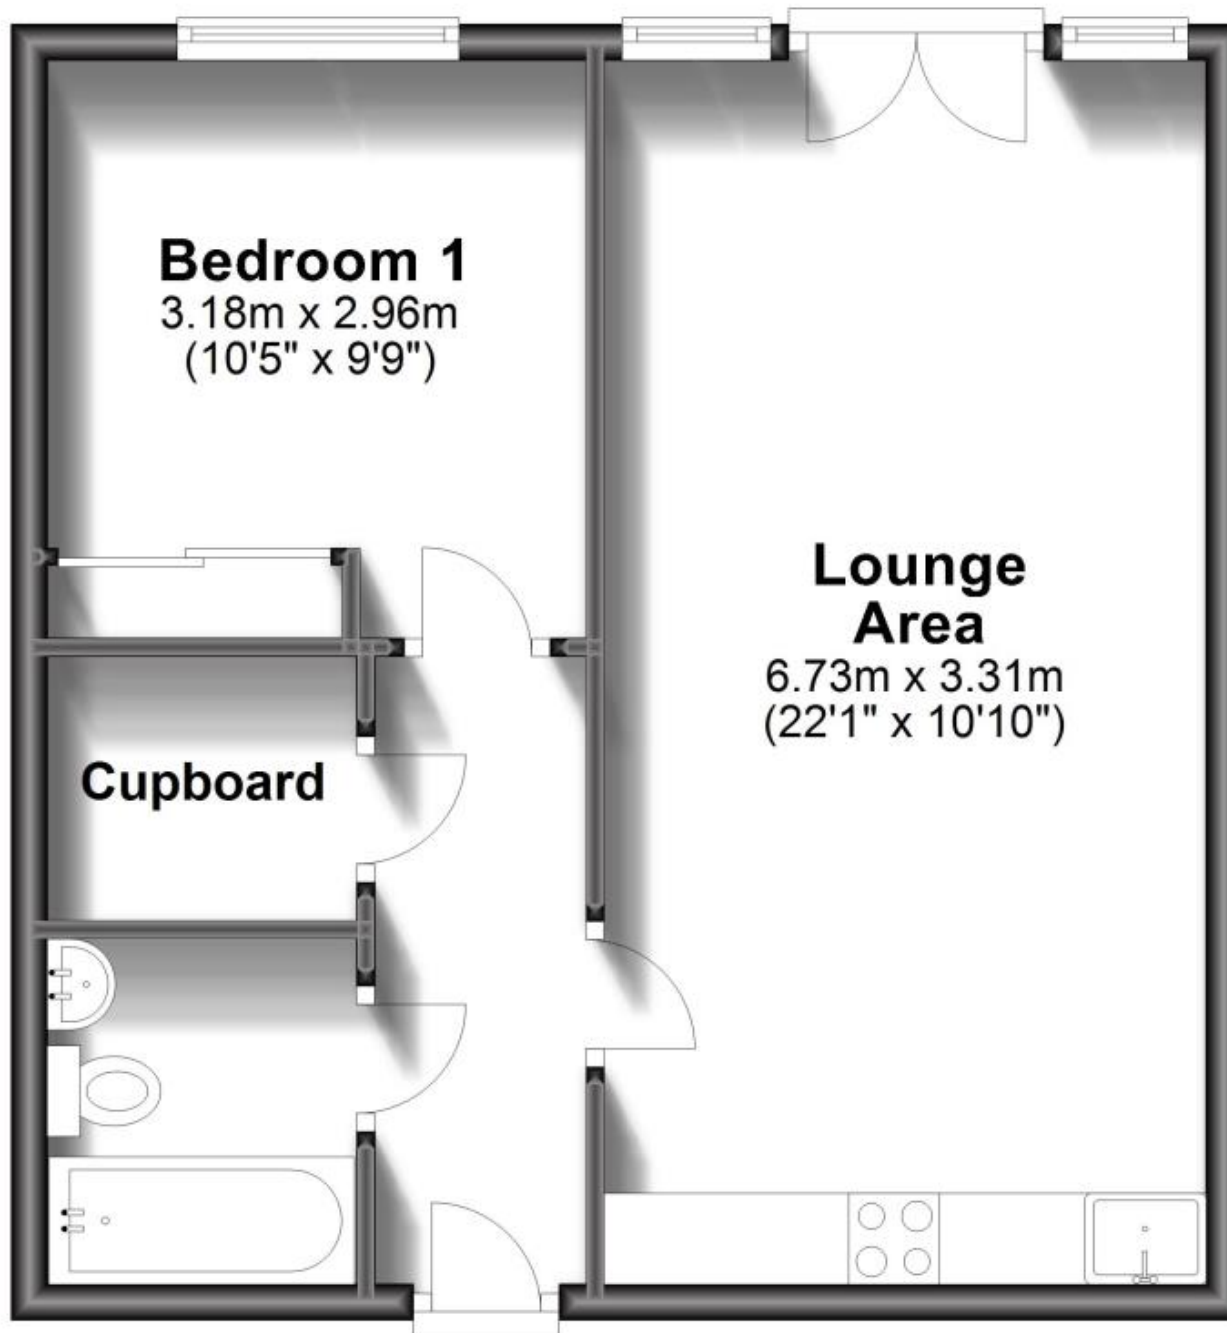 Bedroom 1
3.18m x 2.96m
(10'5" x 9'9")
Lounge
Area
6.73m x 3.31m
(22'1" x 10'10")
Cupboard